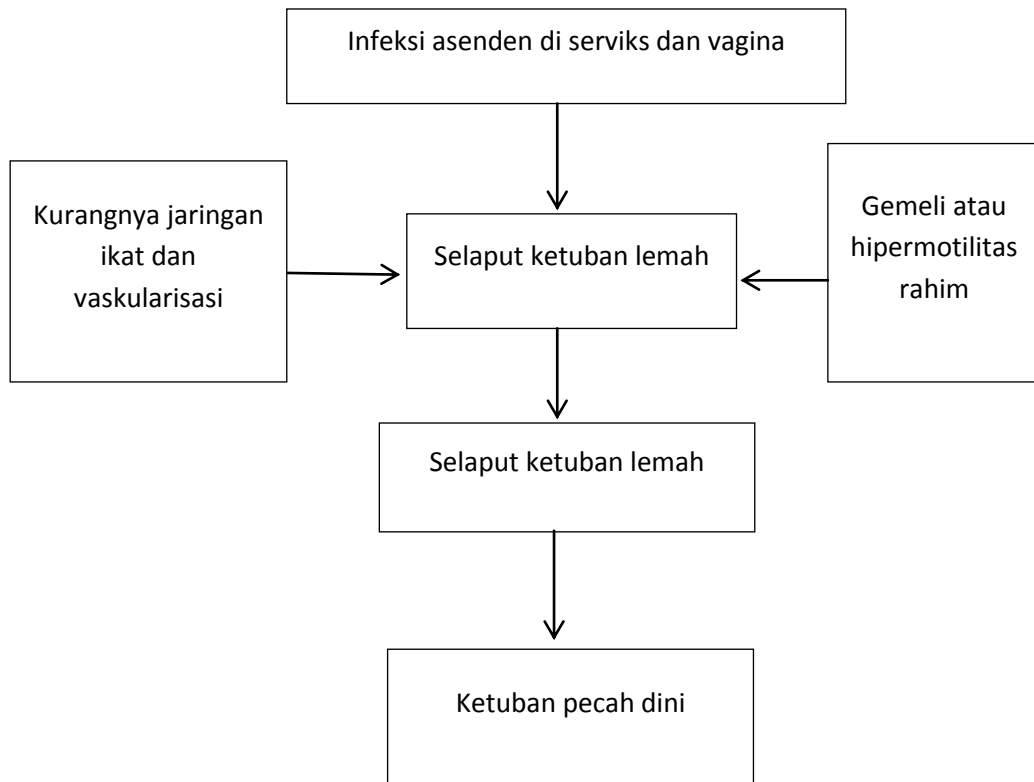 Infeksi asenden di serviks dan vagina
Kurangnya jaringan
ikat dan
vaskularisasi
Selaput ketuban lemah
Gemeli atau
hipermotilitas
rahim
Selaput ketuban lemah
Ketuban pecah dini